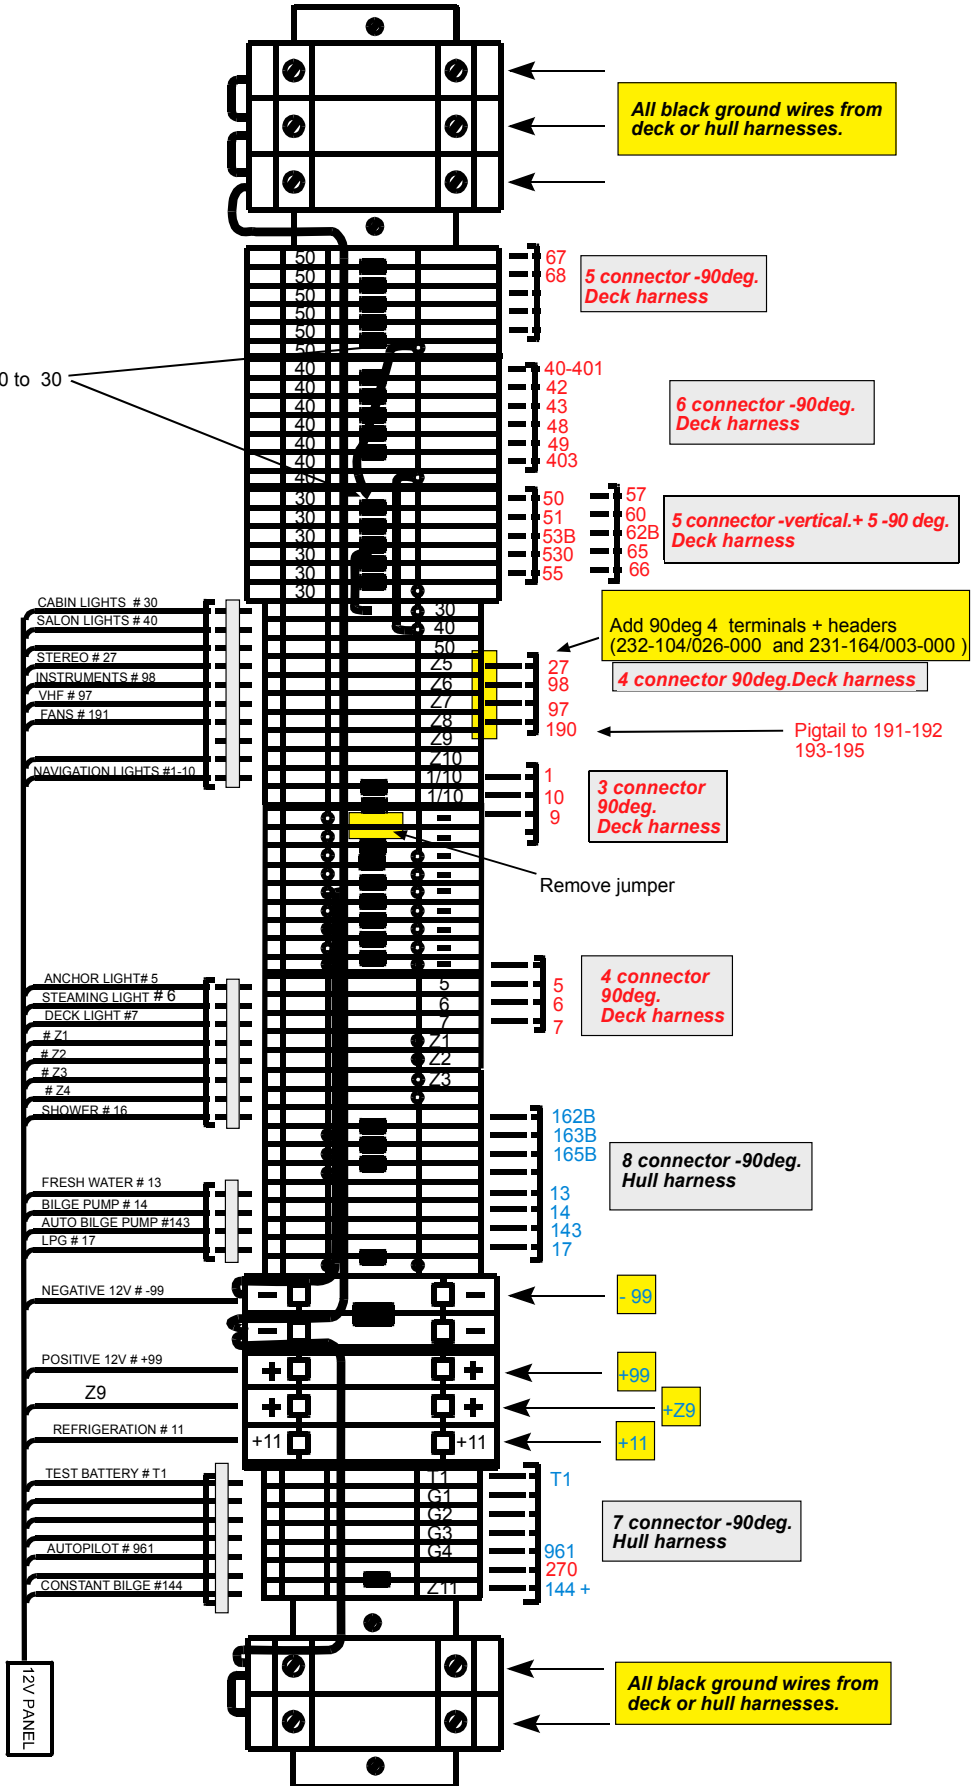 All black ground wires from
deck or hull harnesses.
50
50
50
50
50
50
67
68
5 connector -90deg.
Deck harness
0 to 30
40
40
40
40
40
40
40
40-401
42
43
48
49
403
6 connector -90deg.
Deck harness
30
30
30
30
30
30
50
51
53B
530
55
57
60
62B
65
66
5 connector -vertical.+ 5 -90 deg.
Deck harness
CABIN LIGHTS # 30
SALON LIGHTS # 40
STEREO # 27
INSTRUMENTS # 98
VHF # 97
FANS # 191
NAVIGATION LIGHTS #1-10
30
40
50
Z5
Z6
Z7
Z8
Z9
Z10
1/10
1/10
Add 90deg 4 terminals + headers
(232-104/026-000 and 231-164/003-000 )
27
98
97
190
4 connector 90deg.Deck harness
Pigtail to 191-192
193-195
1
10
9
3 connector
90deg.
Deck harness
Remove jumper
ANCHOR LIGHT# 5
STEAMING LIGHT # 6
DECK LIGHT #7
# Z1
# Z2
# Z3
# Z4
SHOWER # 16
5
6
7
Z1
Z2
Z3
5
6
7
4 connector
90deg.
Deck harness
162B
163B
165B
13
14
143
17
8 connector -90deg.
Hull harness
FRESH WATER # 13
BILGE PUMP # 14
AUTO BILGE PUMP #143
LPG # 17
NEGATIVE 12V # -99
- 99
POSITIVE 12V # +99
+99
Z9
+Z9
REFRIGERATION # 11
+11
+11
+11
TEST BATTERY # T1
AUTOPILOT # 961
CONSTANT BILGE #144
T1
G1
G2
G3
G4
Z11
T1
961
270
144 +
7 connector -90deg.
Hull harness
12V PANEL
All black ground wires from
deck or hull harnesses.